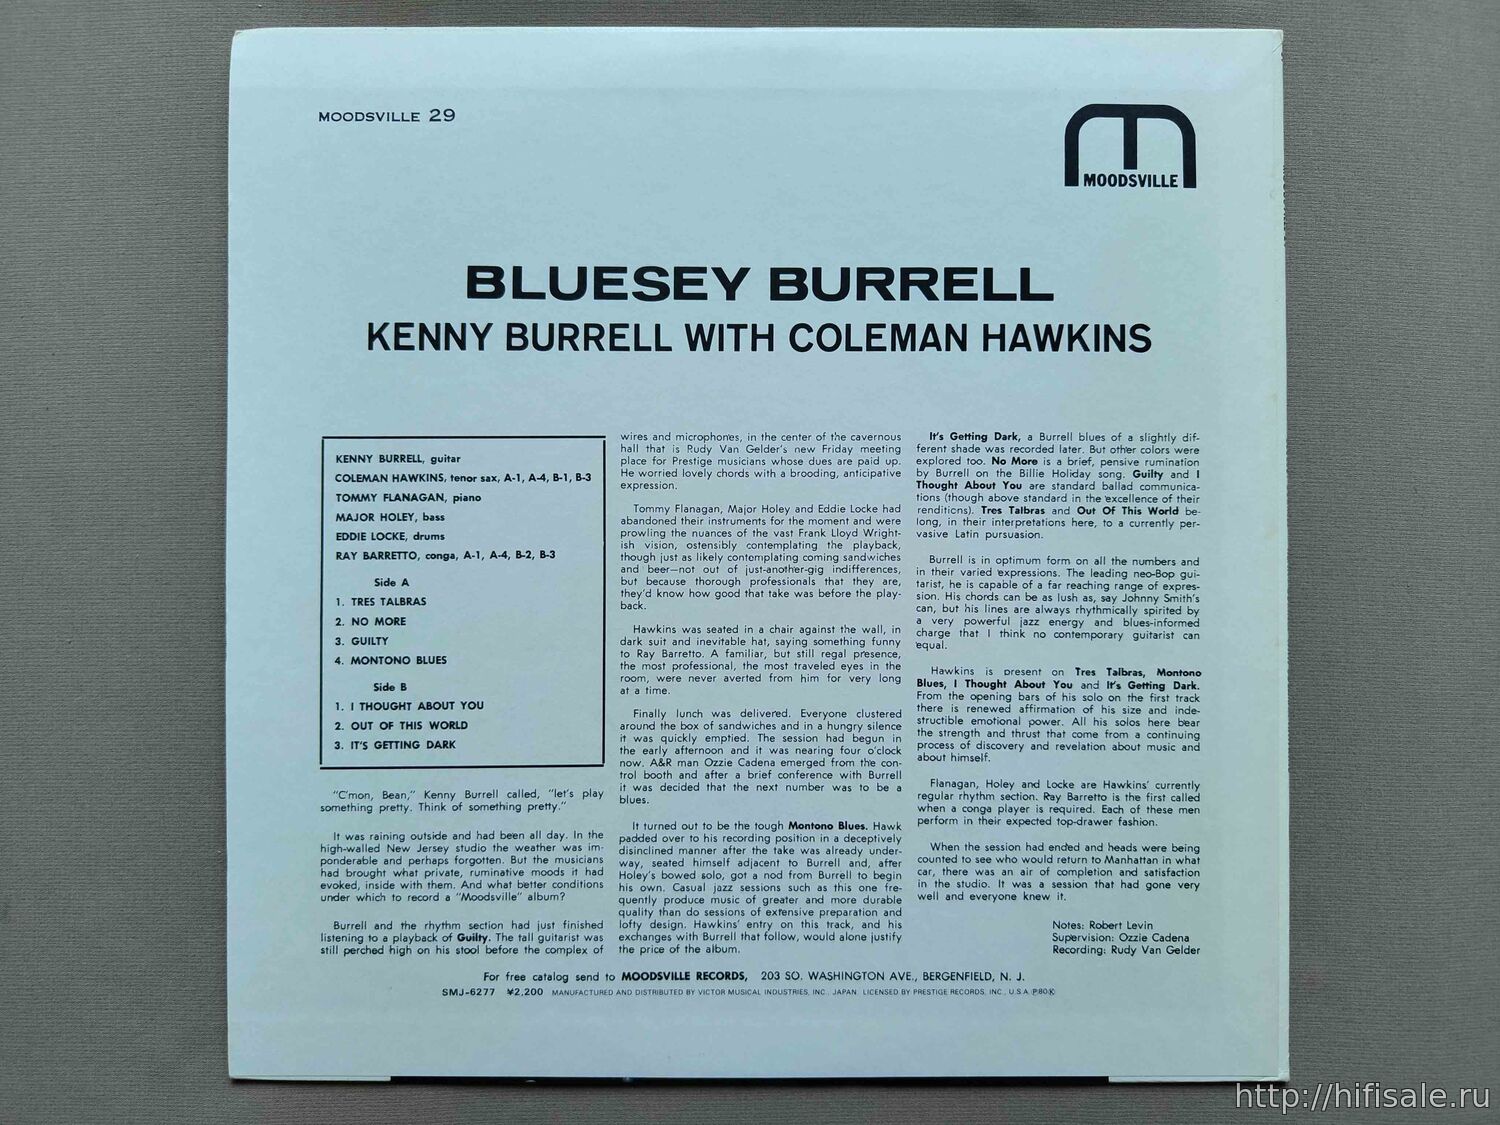 MOODSVILLE 29
MOODSVILLE
BLUESEY BURRELL
KENNY BURRELL WITH COLEMAN HAWKINS
KENNY BURRELL, guitar
COLEMAN HAWKINS, tenor sax, A-1, A-4, B-1, B-3
TOMMY FLANAGAN, piano
MAJOR HOLEY, bass
EDDIE LOCKE, drums
RAY BARRETTO, conga, A-1, A-4, B-2, B-3
Side A
1. TRES TALBRAS
2. NO MORE
3. GUILTY
4. MONTONO BLUES
Side B
1. I THOUGHT ABOUT YOU
2. OUT OF THIS WORLD
3. IT'S GETTING DARK
"C'mon, Bean," Kenny Burrell called, "let's play
something pretty. Think of something pretty."
It was raining outside and had been all day. In the
high-walled New Jersey studio the weather was im-
ponderable and perhaps forgotten. But the musicians
had brought what private, ruminative moods it had
evoked, inside with them. And what better conditions
under which to record a "Moodsville" album?
Burrell and the rhythm section had just finished
listening to a playback of Guilty. The tall guitarist was
still perched high on his stool before the complex of
wires and microphones, in the center of the cavernous
hall that is Rudy Van Gelder's new Friday meeting
place for Prestige musicians whose dues are paid up.
He worried lovely chords with a brooding, anticipative
expression.
Tommy Flanagan, Major Holey and Eddie Locke had
abandoned their instruments for the moment and were
prowling the nuances of the vast Frank Lloyd Wright-
ish vision, ostensibly contemplating the playback,
though just as likely contemplating coming sandwiches
and beer—not out of just-another-gig indifferences,
but because thorough professionals that they are,
they'd know how good that take was before the play-
back.
Hawkins was seated in a chair against the wall, in
dark suit and inevitable hat, saying something funny
to Ray Barretto. A familiar, but still regal presence,
the most professional, the most traveled eyes in the
room, were never averted from him for very long
at a time.
Finally lunch was delivered. Everyone clustered
around the box of sandwiches and in a hungry silence
it was quickly emptied. The session had begun in
the early afternoon and it was nearing four o'clock
now. A&R man Ozzie Cadena emerged from the con-
trol booth and after a brief conference with Burrell
it was decided that the next number was to be a
blues.
It turned out to be the tough Montono Blues. Hawk
padded over to his recording position in a deceptively
disinclined manner after the take was already under-
way, seated himself adjacent to Burrell and, after
Holey's bowed solo, got a nod from Burrell to begin
his own. Casual jazz sessions such as this one fre-
quently produce music of greater and more durable
quality than do sessions of extensive preparation and
lofty design. Hawkins' entry on this track, and his
exchanges with Burrell that follow, would alone justify
the price of the album.
It's Getting Dark, a Burrell blues of a slightly dif-
ferent shade was recorded later. But other colors were
explored too. No More is a brief, pensive rumination
by Burrell on the Billie Holiday song. Guilty and I
Thought About You are standard ballad communica-
tions (though above standard in the excellence of their
renditions). Tres Talbras and Out Of This World be-
long, in their interpretations here, to a currently per-
vasive Latin pursuasion.
Burrell is in optimum form on all the numbers and
in their varied expressions. The leading neo-Bop gui-
tarist, he is capable of a far reaching range of expres-
sion. His chords can be as lush as, say Johnny Smith's
can, but his lines are always rhythmically spirited by
a very powerful jazz energy and blues-informed
charge that I think no contemporary guitarist can
equal.
Hawkins is present on Tres Talbras, Montono
Blues, I Thought About You and It's Getting Dark.
From the opening bars of his solo on the first track
there is renewed affirmation of his size and inde-
structible emotional power. All his solos here bear
the strength and thrust that come from a continuing
process of discovery and revelation about music and
about himself.
Flanagan, Holey and Locke are Hawkins' currently
regular rhythm section. Ray Barretto is the first called
when a conga player is required. Each of these men
perform in their expected top-drawer fashion.
When the session had ended and heads were being
counted to see who would return to Manhattan in what
car, there was an air of completion and satisfaction
in the studio. It was a session that had gone very
well and everyone knew it.
Notes: Robert Levin
Supervision: Ozzie Cadena
Recording: Rudy Van Gelder
For free catalog send to MOODSVILLE RECORDS, 203 SO. WASHINGTON AVE., BERGENFIELD, N. J.
SMJ-6277 ¥2,200 MANUFACTURED AND DISTRIBUTED BY VICTOR MUSICAL INDUSTRIES, INC., JAPAN. LICENSED BY PRESTIGE RECORDS, INC., U.S.A.
http://hifisale.ru